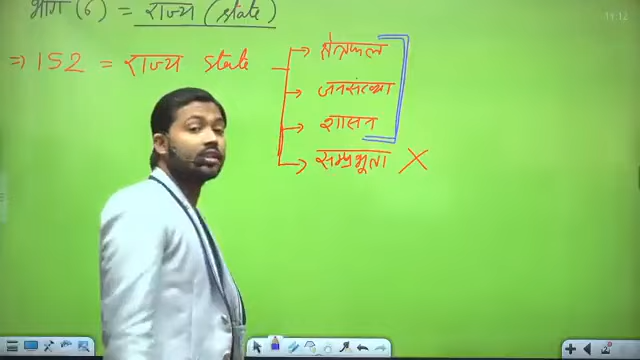 भाग (6) = राज्य (state)
⇒ 152 = राज्य state → क्षेत्रफल
→ जनसंख्या
→ शासन
→ सम्प्रभुता ×
11:12